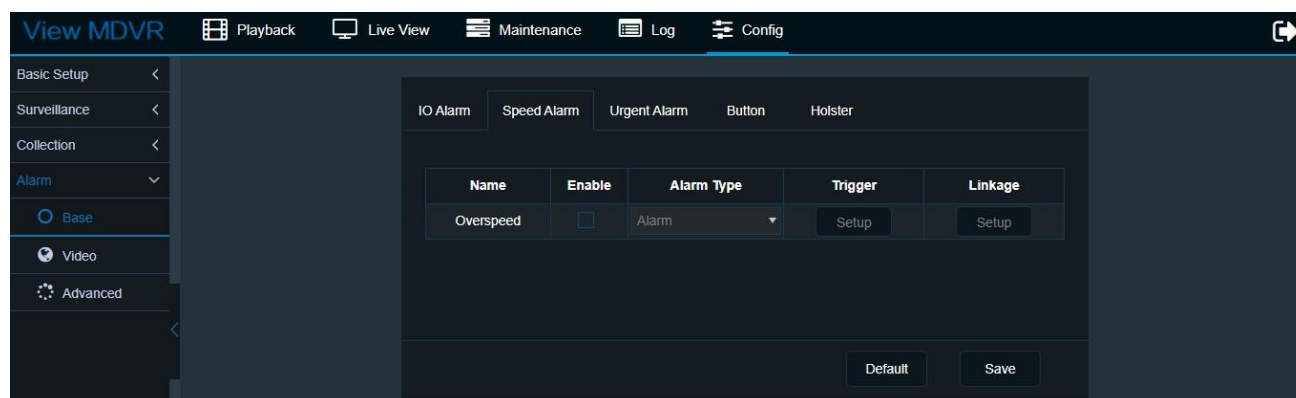 View MDVR Playback Live View Maintenance Log Config
Basic Setup
Surveillance
Collection
Alarm
Base
Video
Advanced
IO Alarm Speed Alarm Urgent Alarm Button Holster
Name Enable Alarm Type Trigger Linkage
Overspeed Alarm Setup Setup
Default Save